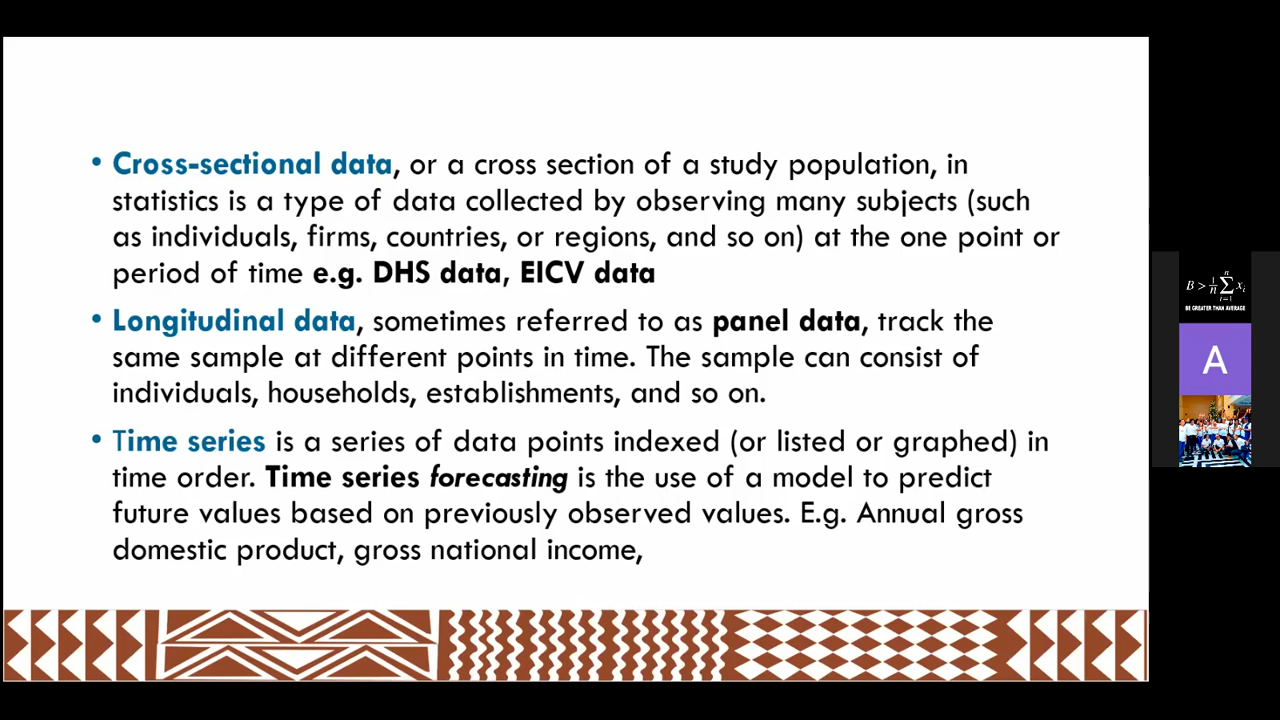 • Cross-sectional data, or a cross section of a study population, in
statistics is a type of data collected by observing many subjects (such
as individuals, firms, countries, or regions, and so on) at the one point or
period of time e.g. DHS data, EICV data
• Longitudinal data, sometimes referred to as panel data, track the
same sample at different points in time. The sample can consist of
individuals, households, establishments, and so on.
• Time series is a series of data points indexed (or listed or graphed) in
time order. Time series forecasting is the use of a model to predict
future values based on previously observed values. E.g. Annual gross
domestic product, gross national income,
B > 1/n n∑i=1 xi
BE GREATER THAN AVERAGE
A